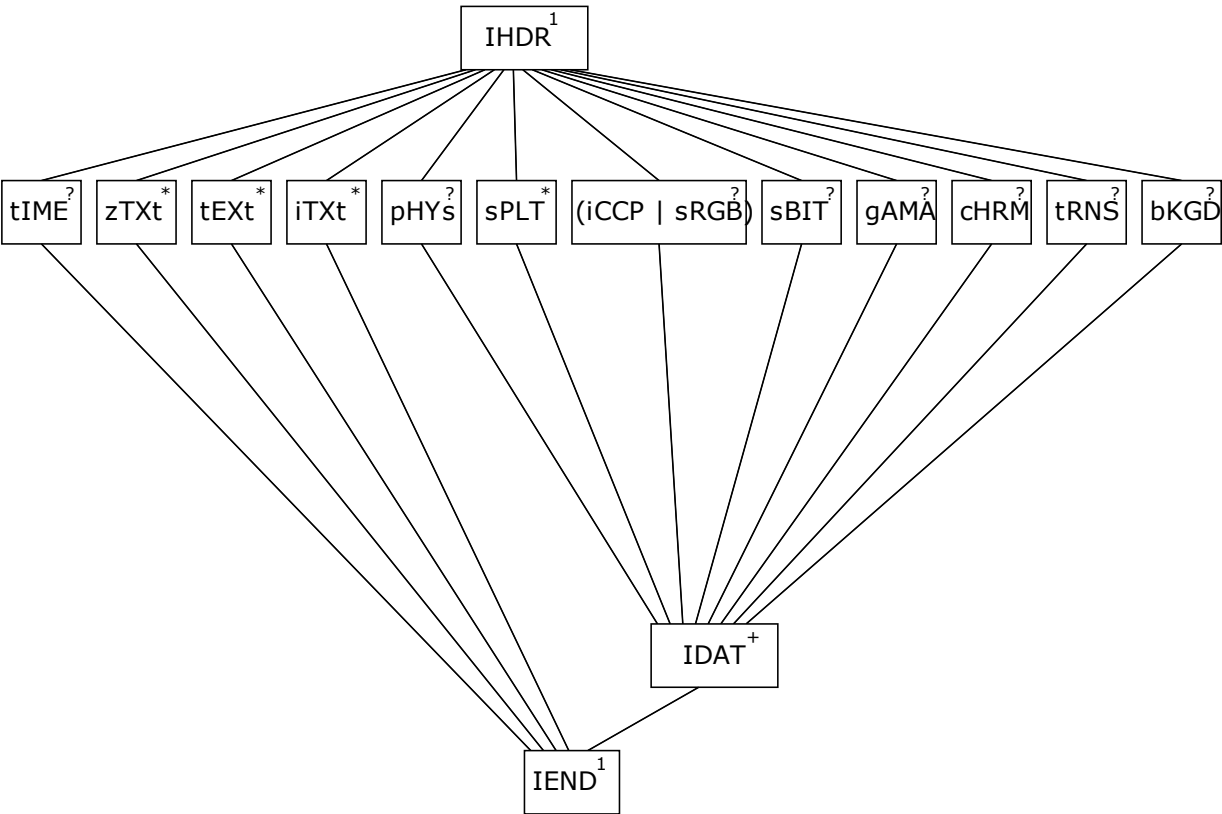 IHDR1
tIME?
zTXt*
tEXt*
iTXt*
pHYs?
sPLT*
(iCCP | sRGB)?
sBIT?
gAMA?
cHRM?
tRNS?
bKGD?
IDAT+
IEND1